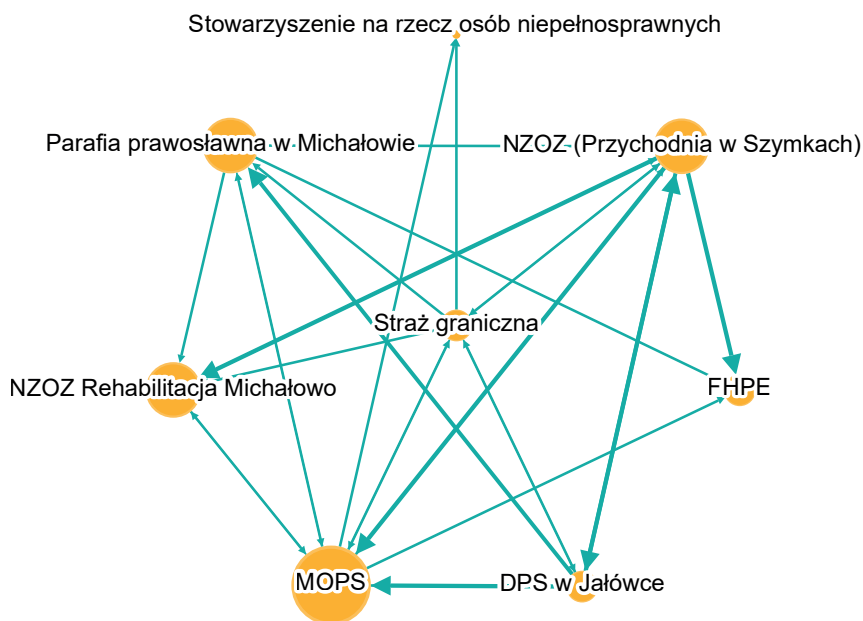 Stowarzyszenie na rzecz osób niepełnosprawnych
Parafia prawosławna w Michałowie
NZOZ (Przychodnia w Szymkach)
Straż graniczna
NZOZ Rehabilitacja Michałowo
FHPE
MOPS
DPS w Jałówce